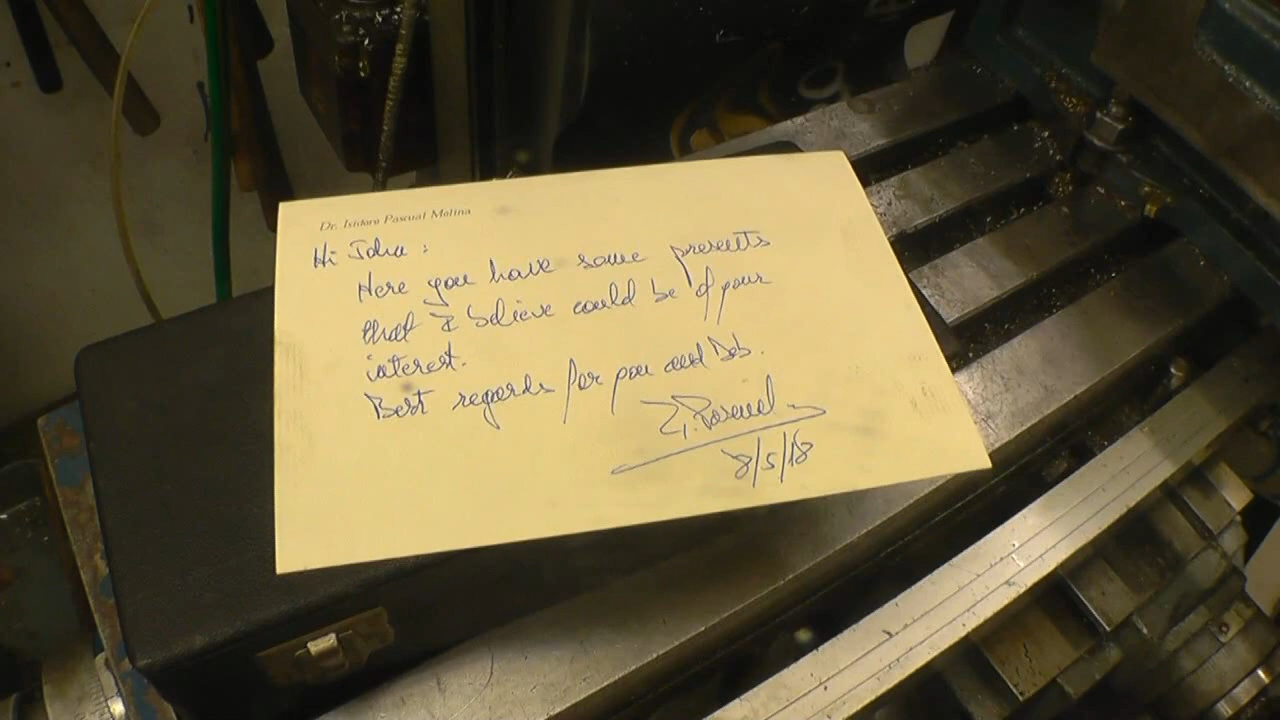 Dr. Isidoro Pascual Molina
Hi John:
Here you have some presents
that I believe could be of your
interest.
Best regards for you and Deb.
I. Pascual
8/5/18